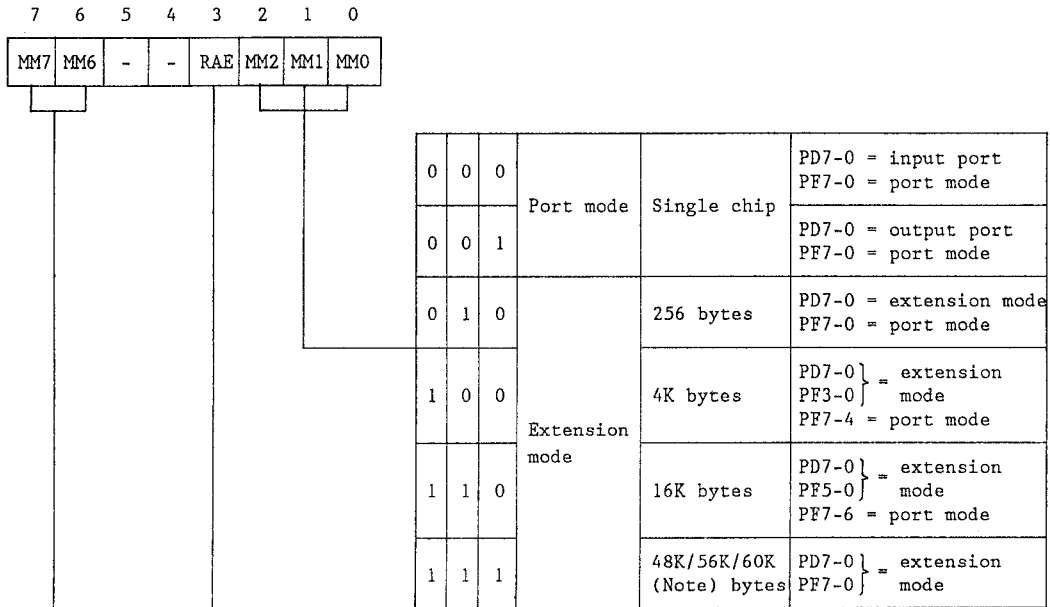 7 6 5 4 3 2 1 0
MM7 MM6 - - RAE MM2 MM1 MM0
0 0 0 Port mode Single chip PD7-0 = input port
PF7-0 = port mode
0 0 1 PD7-0 = output port
PF7-0 = port mode
0 1 0 Extension mode 256 bytes PD7-0 = extension mode
PF7-0 = port mode
1 0 0 4K bytes PD7-0} = extension
PF3-0} mode
PF7-4 = port mode
1 1 0 16K bytes PD7-0} = extension
PF5-0} mode
PF7-6 = port mode
1 1 1 48K/56K/60K PD7-0} = extension
(Note) bytes PF7-0} mode